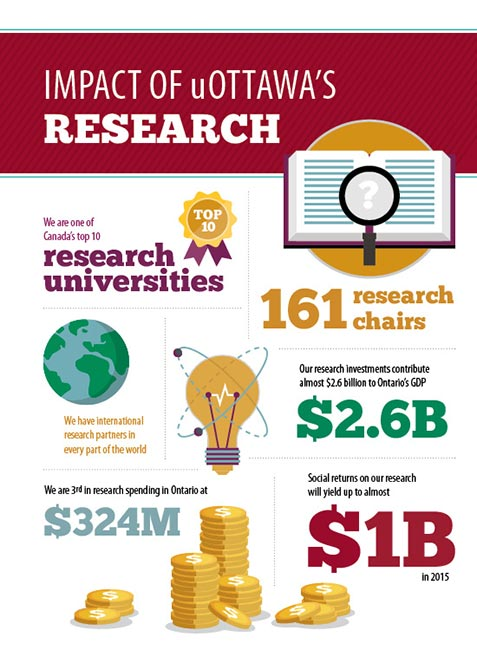 IMPACT OF uOTTAWA'S
RESEARCH
We are one of
Canada's top 10
research
universities
TOP
10
?
161 research
chairs
We have international
research partners in
every part of the world
Our research investments contribute
almost $2.6 billion to Ontario's GDP
$2.6B
We are 3rd in research spending in Ontario at
$324M
Social returns on our research
will yield up to almost
$1B
in 2015